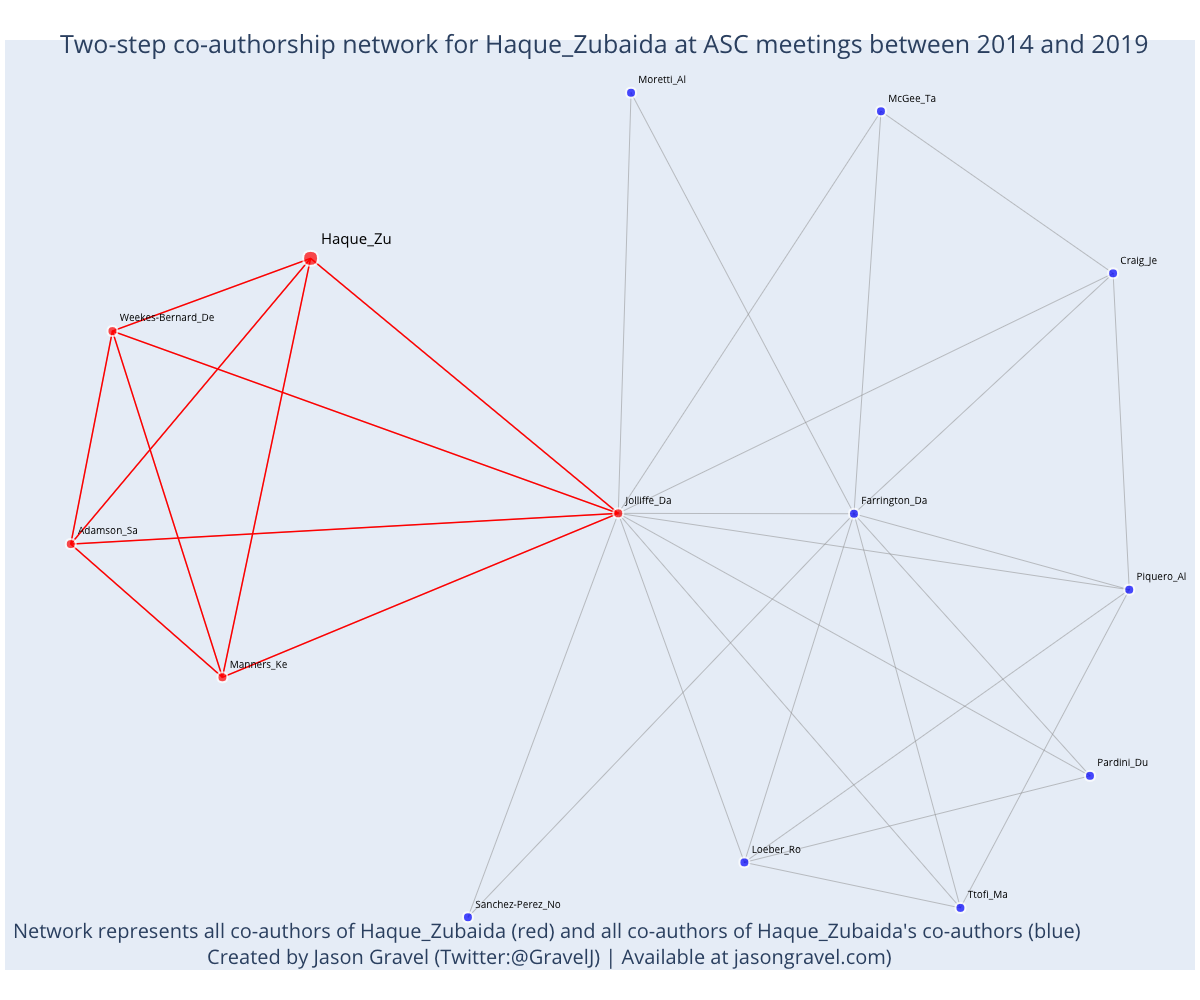 Two-step co-authorship network for Haque_Zubaida at ASC meetings between 2014 and 2019
Moretti_Al
McGee_Ta
Haque_Zu
Craig_Je
Weekes-Bernard_De
Jolliffe_Da
Farrington_Da
Adamson_Sa
Piquero_Al
Manners_Ke
Pardini_Du
Loeber_Ro
Ttofi_Ma
Sanchez-Perez_No
Network represents all co-authors of Haque_Zubaida (red) and all co-authors of Haque_Zubaida's co-authors (blue)
Created by Jason Gravel (Twitter:@GravelJ) | Available at jasongravel.com)